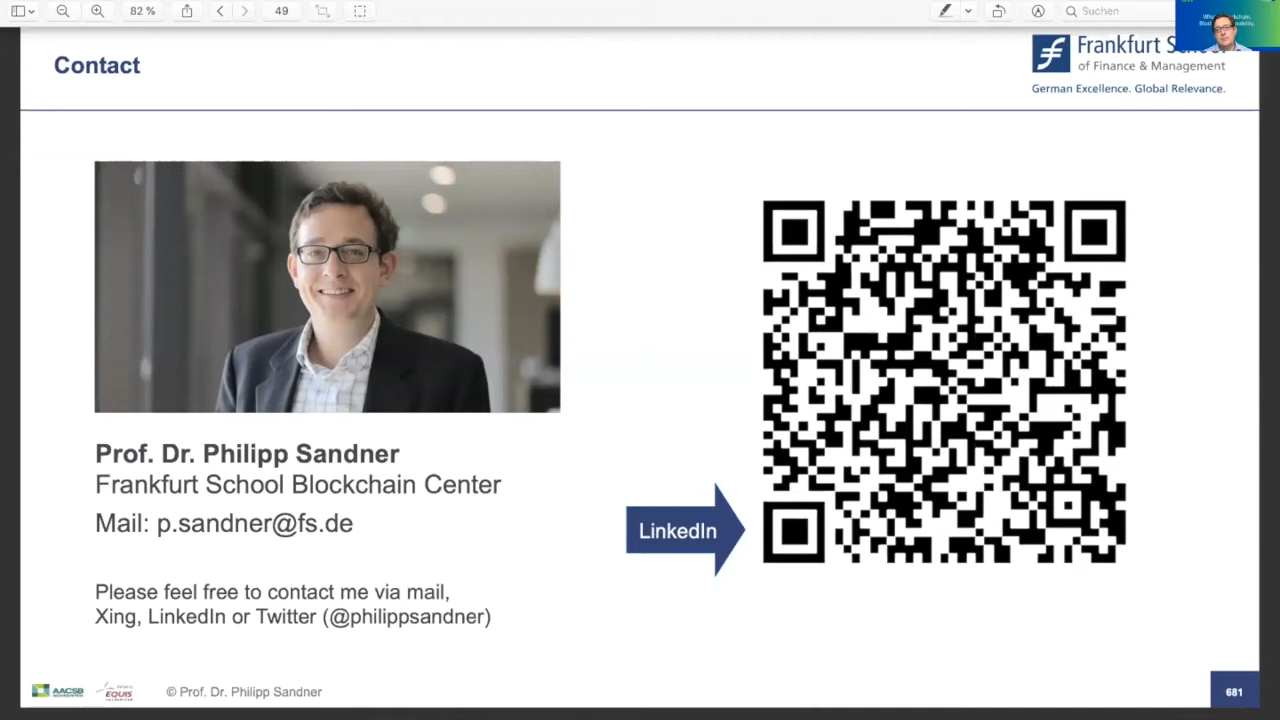 82 %
49
Suchen
Contact
Frankfurt
of Finance & Management
German Excellence. Global Relevance.
Prof. Dr. Philipp Sandner
Frankfurt School Blockchain Center
Mail: p.sandner@fs.de
LinkedIn
Please feel free to contact me via mail,
Xing, LinkedIn or Twitter (@philippsandner)
AACSB
EQUIS
© Prof. Dr. Philipp Sandner
681